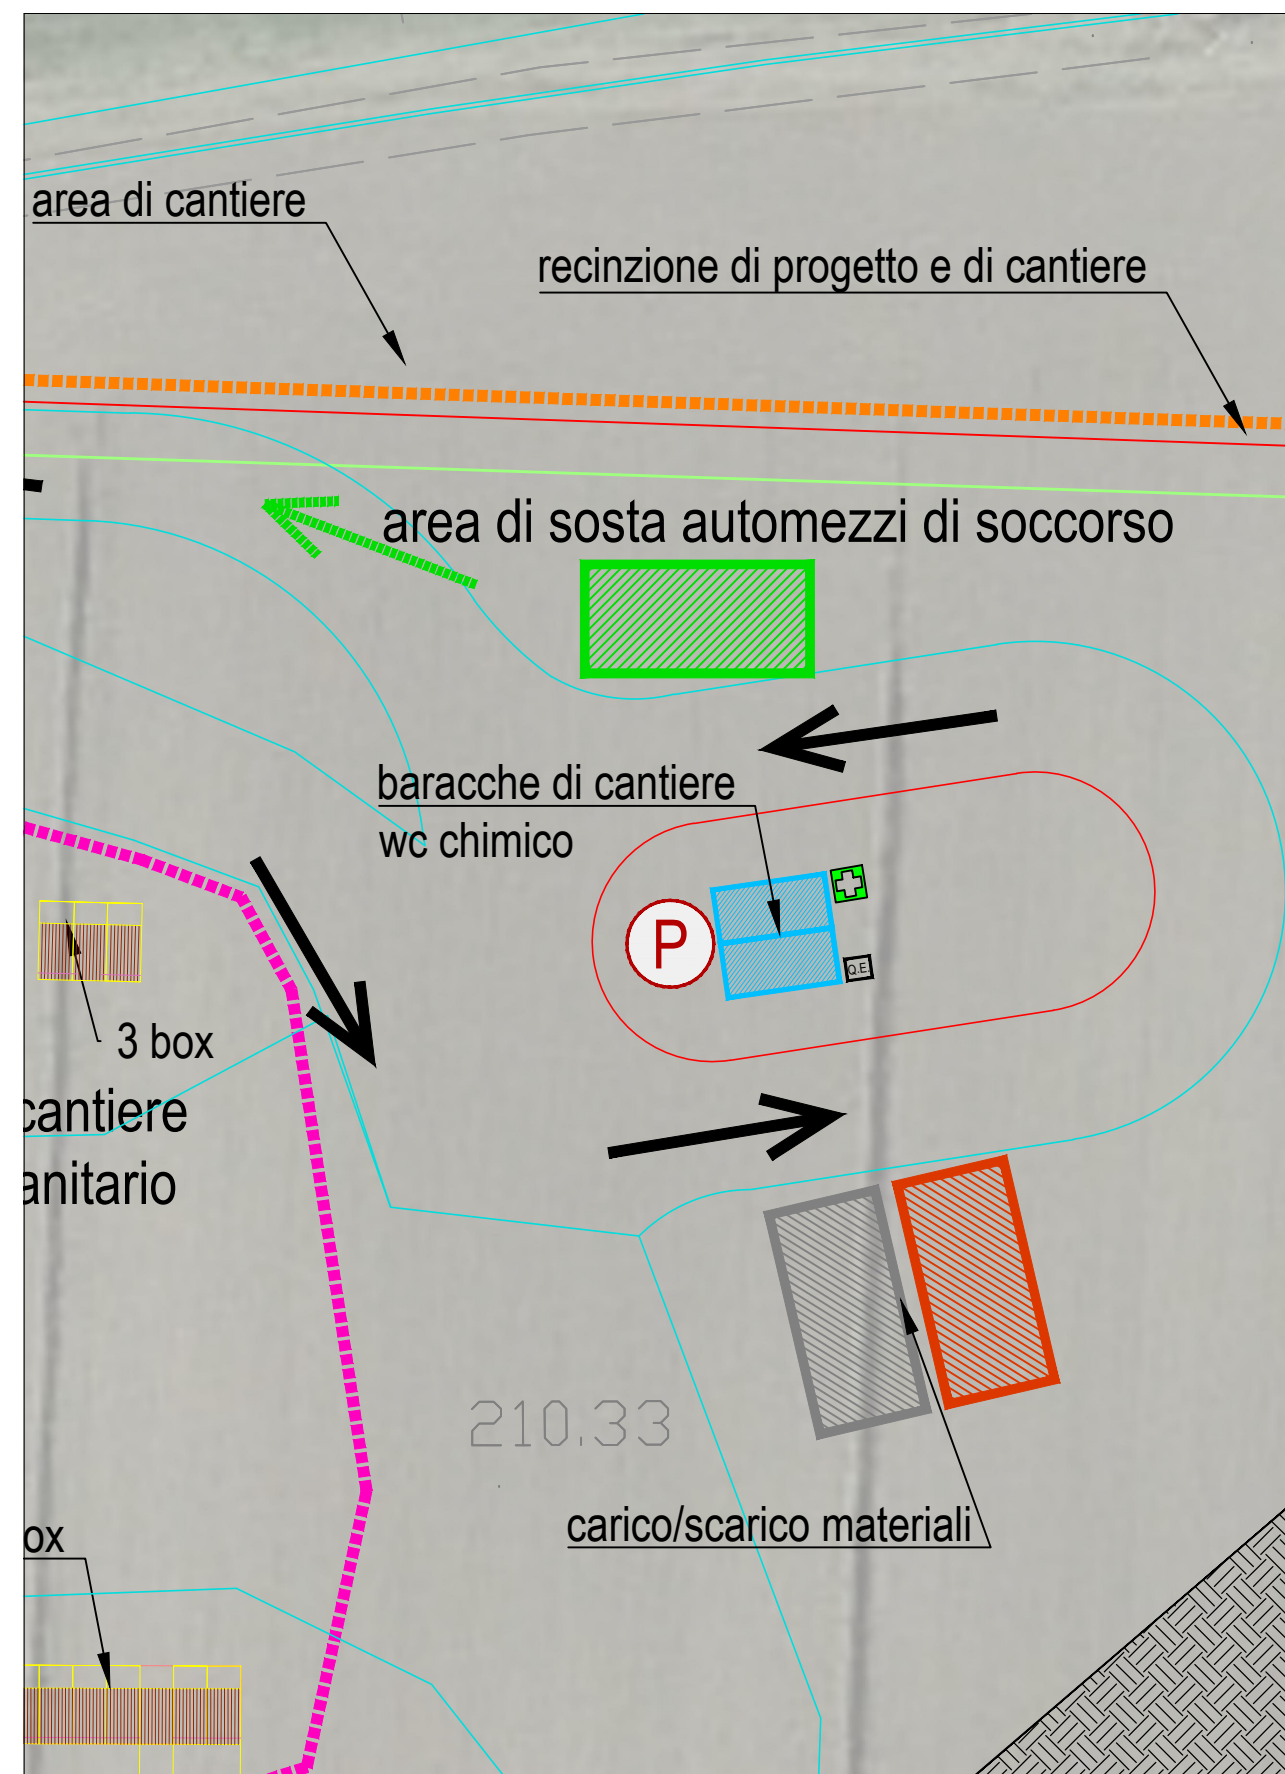 area di cantiere
recinzione di progetto e di cantiere
area di sosta automezzi di soccorso
baracche di cantiere
wc chimico
P
Q.E.
3 box
cantiere
anitario
210.33
carico/scarico materiali
ox